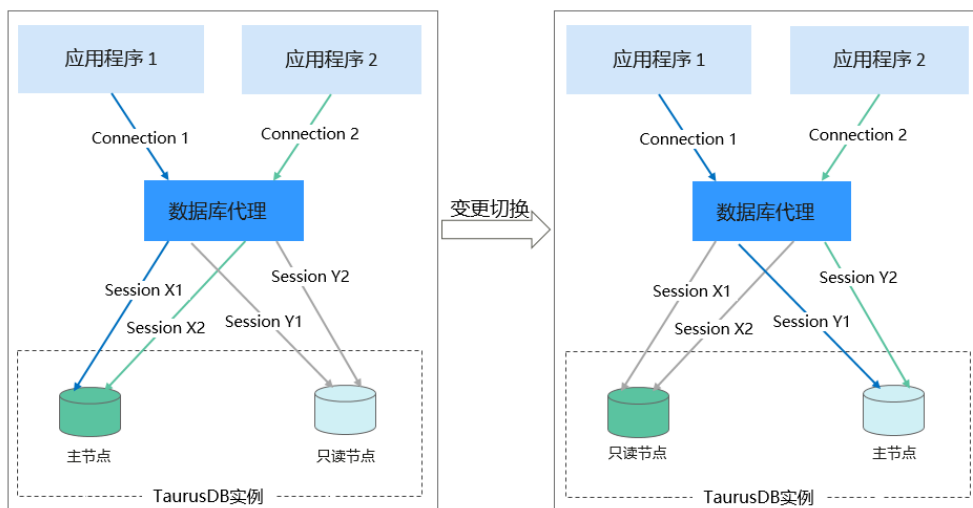 应用程序 1
应用程序 2
Connection 1
Connection 2
数据库代理
Session X1
Session Y2
Session X2
Session Y1
主节点
只读节点
TaurusDB实例
变更切换
应用程序 1
应用程序 2
Connection 1
Connection 2
数据库代理
Session X1
Session Y2
Session X2
Session Y1
只读节点
主节点
TaurusDB实例